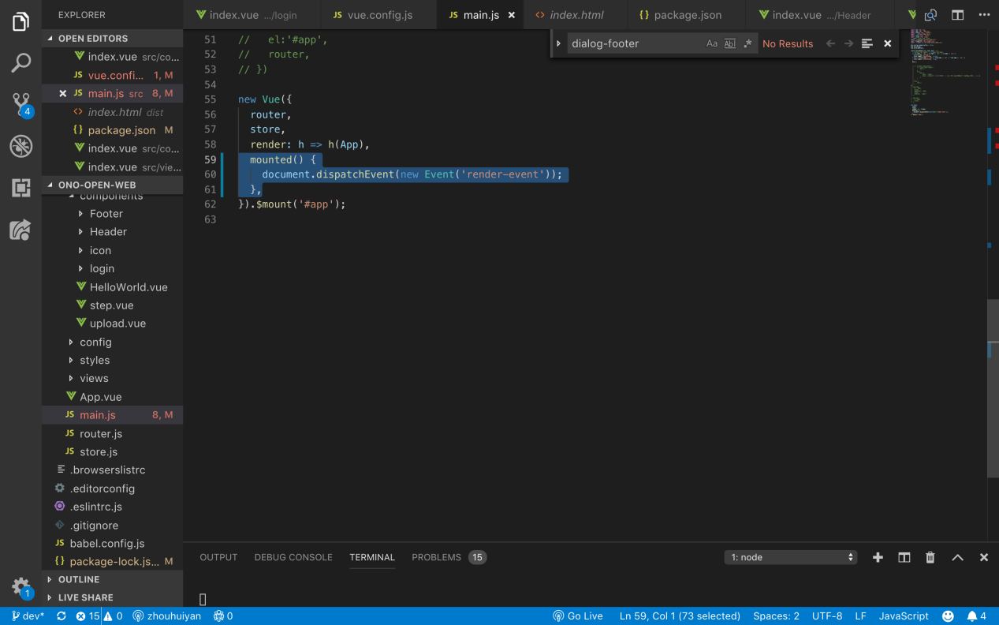 EXPLORER
OPEN EDITORS
index.vue src/co...
JS vue.confi... 1, M
JS main.js src 8, M
<> index.html dist
{} package.json M
index.vue src/co...
index.vue src/vie...
ONO-OPEN-WEB
components
Footer
Header
icon
login
HelloWorld.vue
step.vue
upload.vue
config
styles
views
App.vue
JS main.js 8, M
JS router.js
JS store.js
.browserslistrc
.editorconfig
.eslintrc.js
.gitignore
JS babel.config.js
{} package-lock.js... M
OUTLINE
LIVE SHARE
4
1
index.vue .../login
JS vue.config.js
JS main.js
<> index.html
{} package.json
index.vue .../Header
dialog-footer Aa Abl .* No Results
51 //   el:'#app',
52 //   router,
53 // })
54
55 new Vue({
56   router,
57   store,
58   render: h => h(App),
59   mounted() {
60     document.dispatchEvent(new Event('render-event'));
61   },
62 }).$mount('#app');
63
OUTPUT DEBUG CONSOLE TERMINAL PROBLEMS 15
1: node
dev* 15 0 zhouhuiyan 0
Go Live Ln 59, Col 1 (73 selected) Spaces: 2 UTF-8 LF JavaScript 4